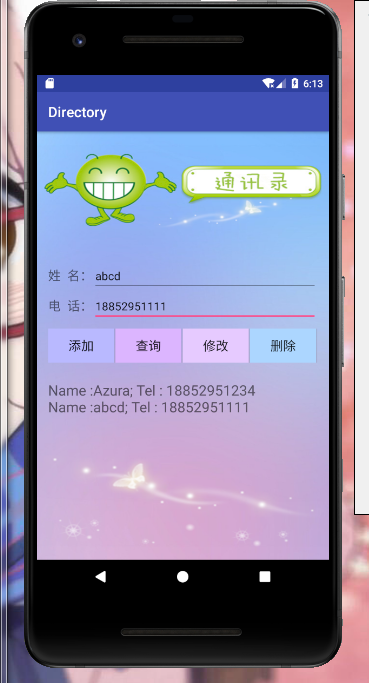 6:13
Directory
通讯录
姓 名： abcd
电 话： 18852951111
添加 查询 修改 删除
Name :Azura; Tel : 18852951234
Name :abcd; Tel : 18852951111